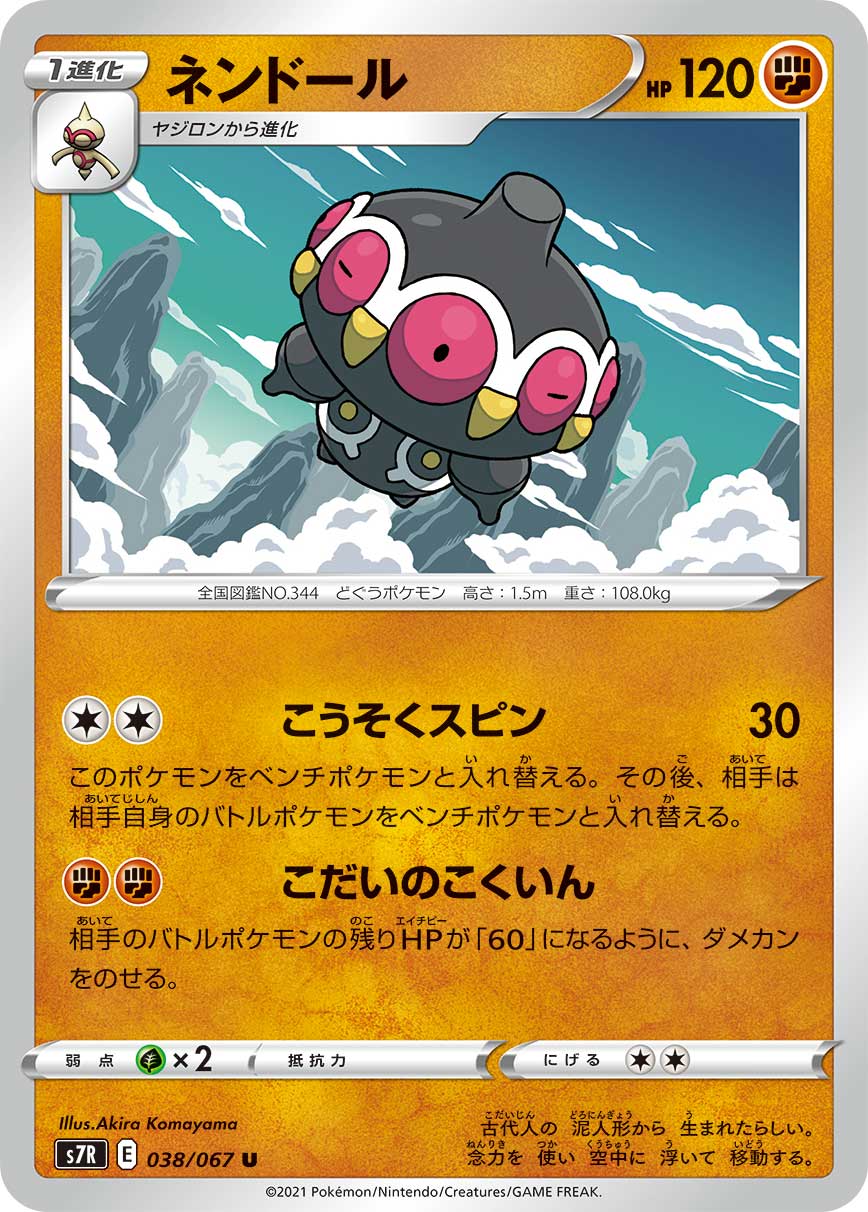 1進化
ネンドール
HP 120
ヤジロンから進化
全国図鑑NO.344 どぐうポケモン 高さ：1.5m 重さ：108.0kg
こうそくスピン 30
このポケモンをベンチポケモンと入れ替える。その後、相手は
相手自身のバトルポケモンをベンチポケモンと入れ替える。
こだいのこくいん
相手のバトルポケモンの残りHPが「60」になるように、ダメカン
をのせる。
弱点 ×2 抵抗力 にげる
Illus.Akira Komayama
古代人の 泥人形から 生まれたらしい。
念力を 使い 空中に 浮いて 移動する。
s7R E 038/067 U
©2021 Pokémon/Nintendo/Creatures/GAME FREAK.